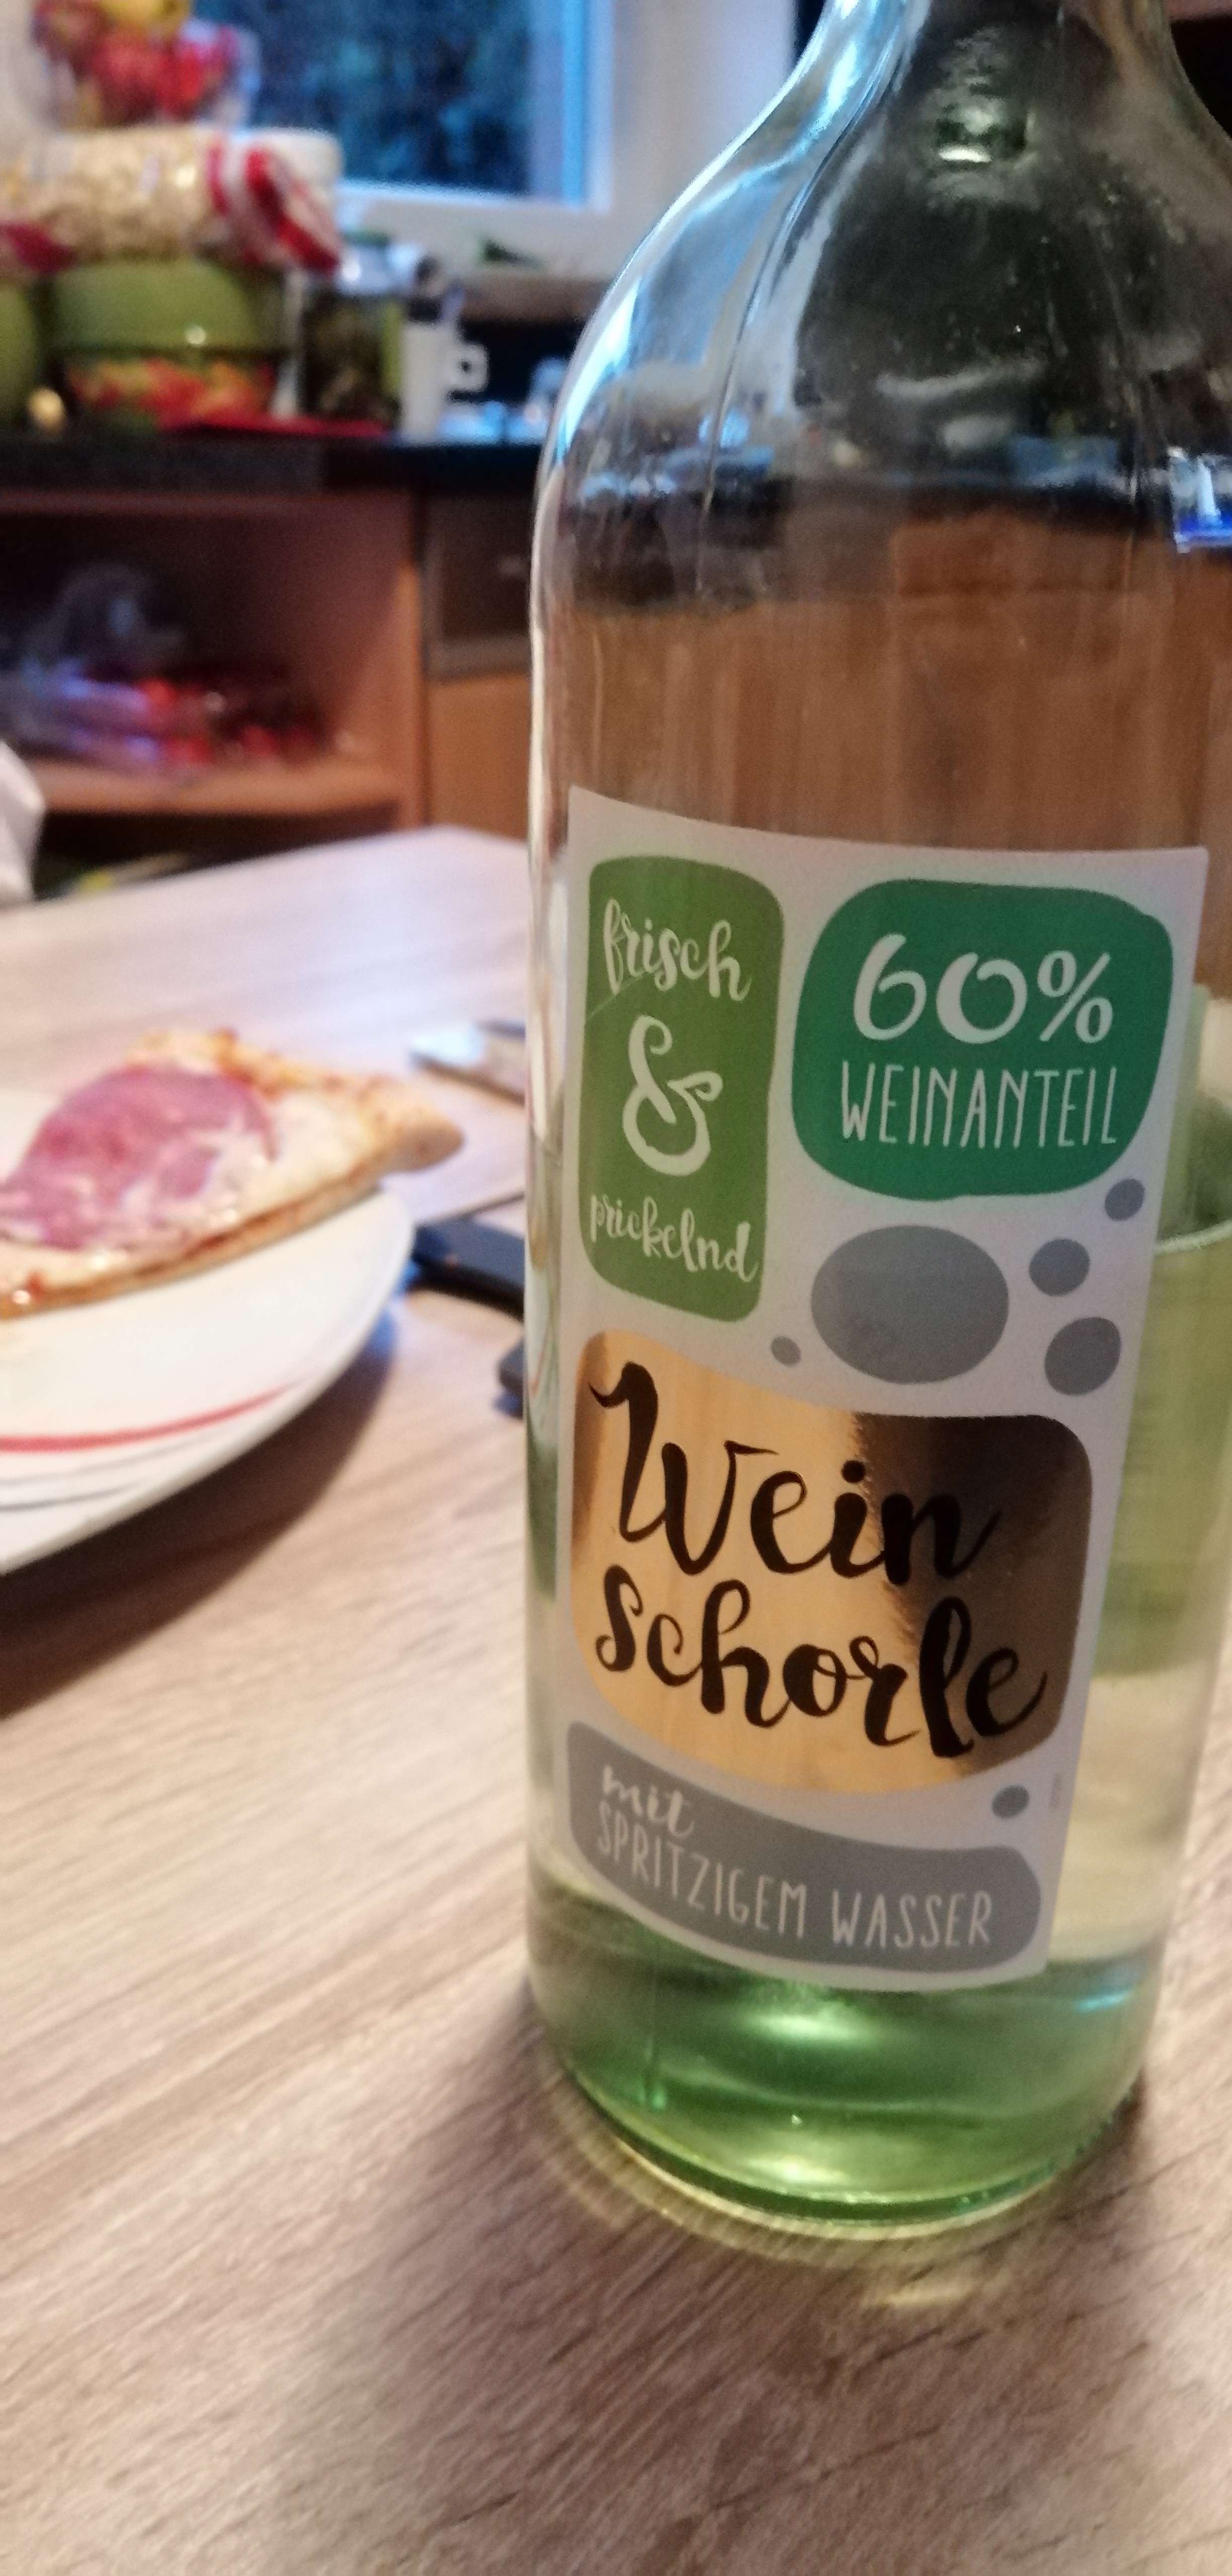 frisch
&
prickelnd
60%
WEINANTEIL
Wein
schorle
mit
SPRITZIGEM WASSER